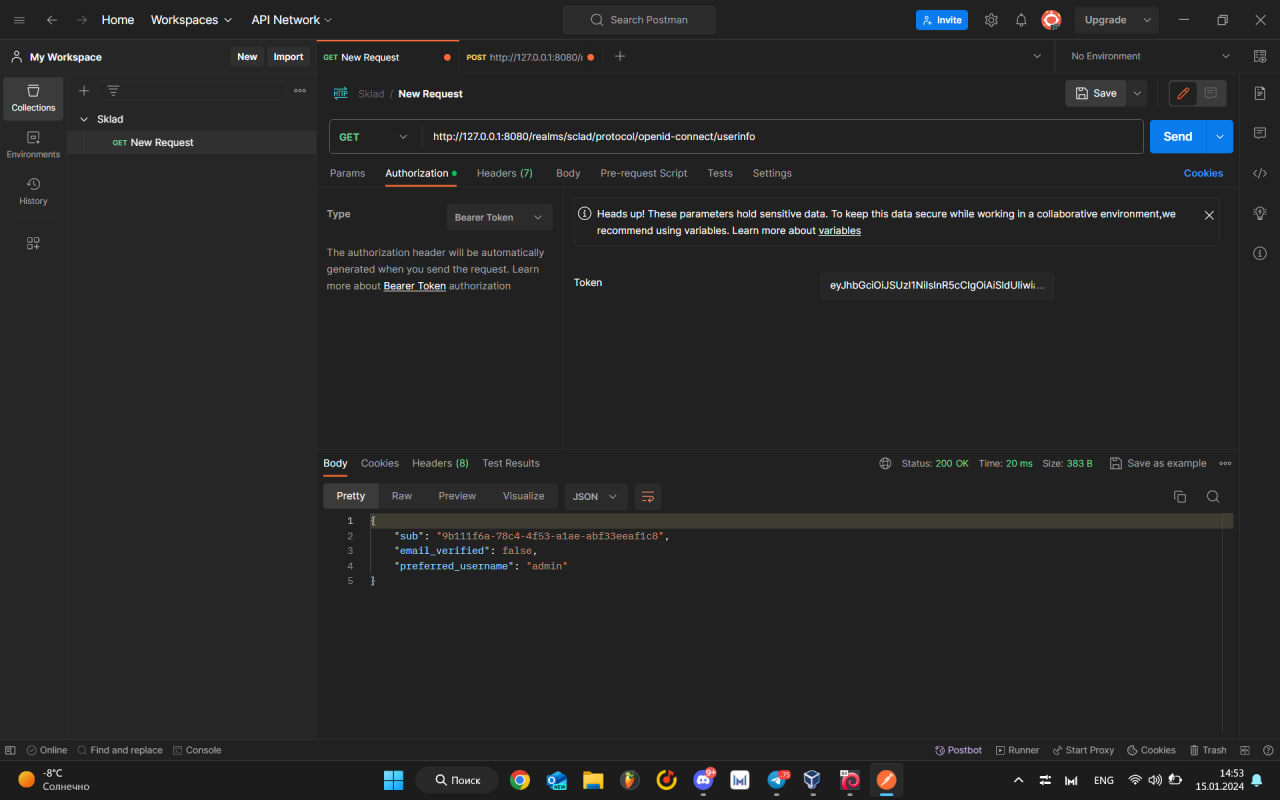 Home Workspaces API Network Search Postman Invite Upgrade
My Workspace New Import GET New Request POST http://127.0.0.1:8080/ No Environment
Collections
Environments
History
Sklad
GET New Request
Sklad / New Request Save
GET http://127.0.0.1:8080/realms/sclad/protocol/openid-connect/userinfo Send
Params Authorization Headers (7) Body Pre-request Script Tests Settings Cookies
Type Bearer Token
The authorization header will be automatically
generated when you send the request. Learn
more about Bearer Token authorization
Heads up! These parameters hold sensitive data. To keep this data secure while working in a collaborative environment,we
recommend using variables. Learn more about variables
Token eyJhbGciOiJSUzI1NiIsInR5cCIgOiAiSldUIiwi...
Body Cookies Headers (8) Test Results Status: 200 OK Time: 20 ms Size: 383 B Save as example
Pretty Raw Preview Visualize JSON
1 {
2 "sub": "9b111f6a-78c4-4f53-a1ae-abf33eeaf1c8",
3 "email_verified": false,
4 "preferred_username": "admin"
5 }
Online Find and replace Console Postbot Runner Start Proxy Cookies Trash
-8°C
Солнечно
Поиск
9+
75
ENG
14:53
15.01.2024